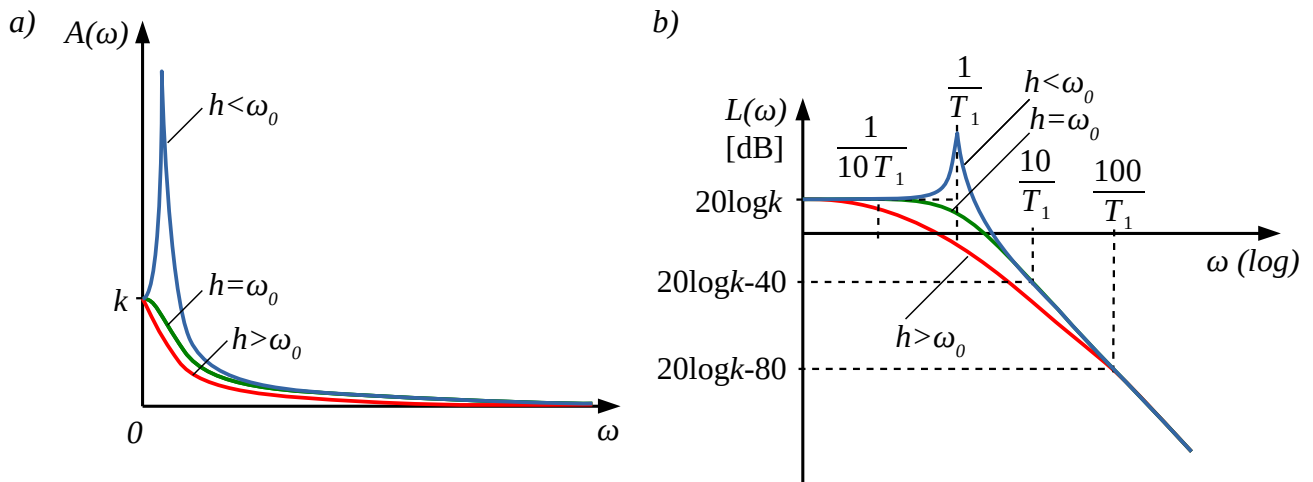 a)
A(ω)
h<ω₀
k
h=ω₀
h>ω₀
0
ω
b)
L(ω)
[dB]
1
10 T₁
1
T₁
h<ω₀
h=ω₀
10
T₁
100
T₁
20logk
ω (log)
20logk-40
h>ω₀
20logk-80